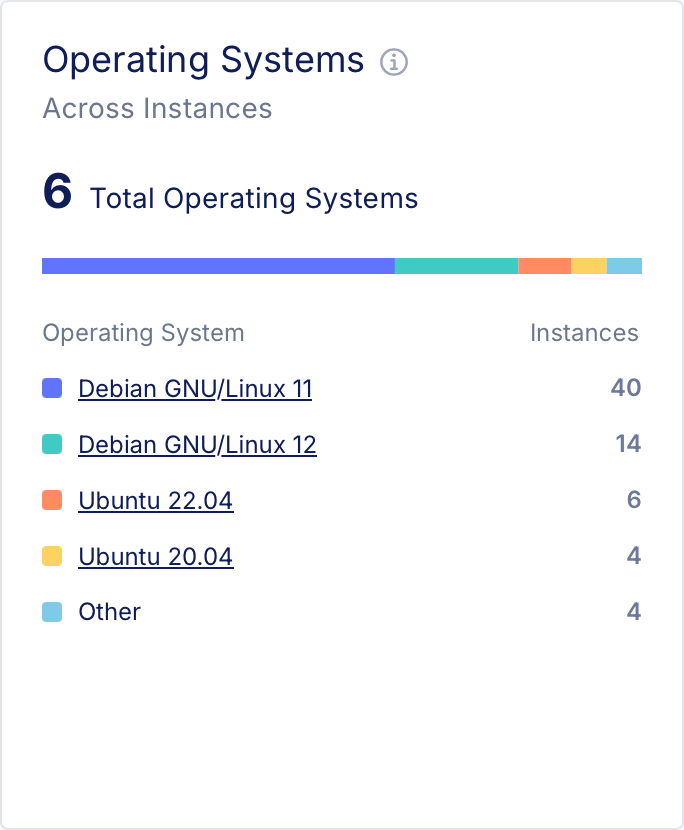 Operating Systems
Across Instances
6 Total Operating Systems
Operating System Instances
Debian GNU/Linux 11 40
Debian GNU/Linux 12 14
Ubuntu 22.04 6
Ubuntu 20.04 4
Other 4